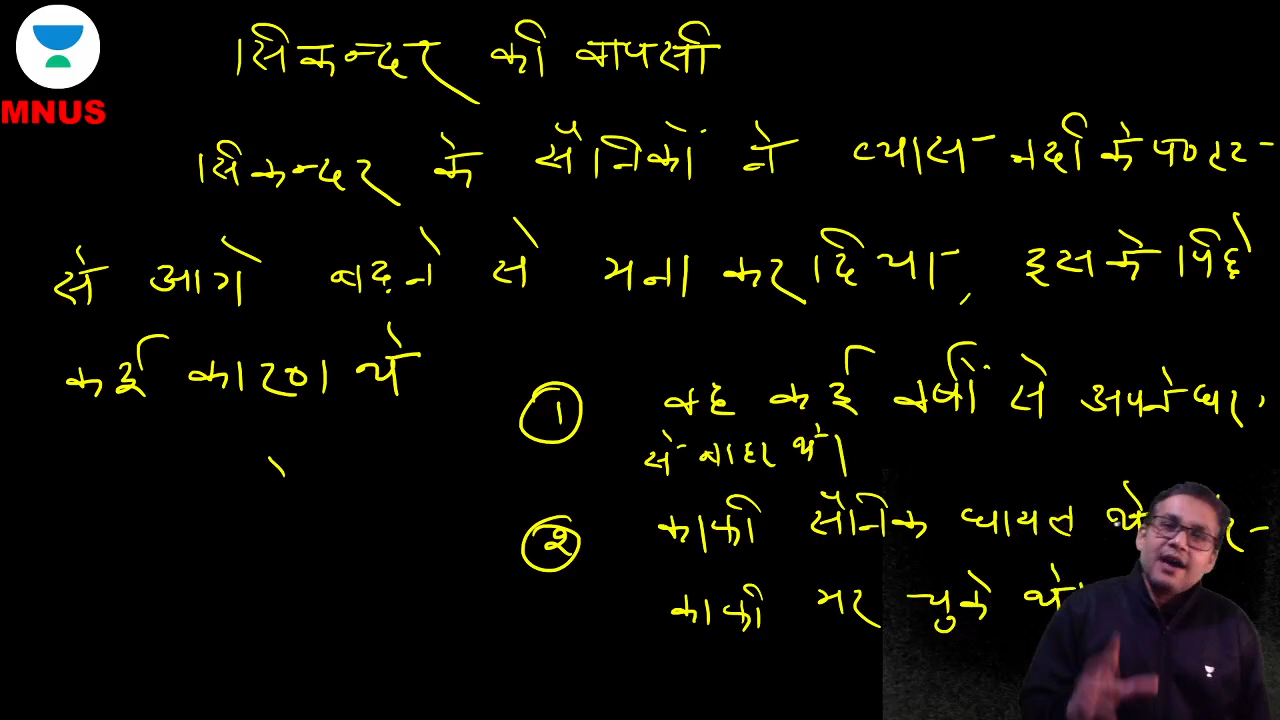 MNUS
सिकन्दर की वापसी
सिकन्दर के सैनिकों ने व्यास नदी के
से आगे बढ़ने से मना कर दिया, इसके पिछे
कई कारण थे
① वह कई वर्षों से अपने घर
से बाहर थे।
② काफी सैनिक घायल थे
काफी मर चुके थे